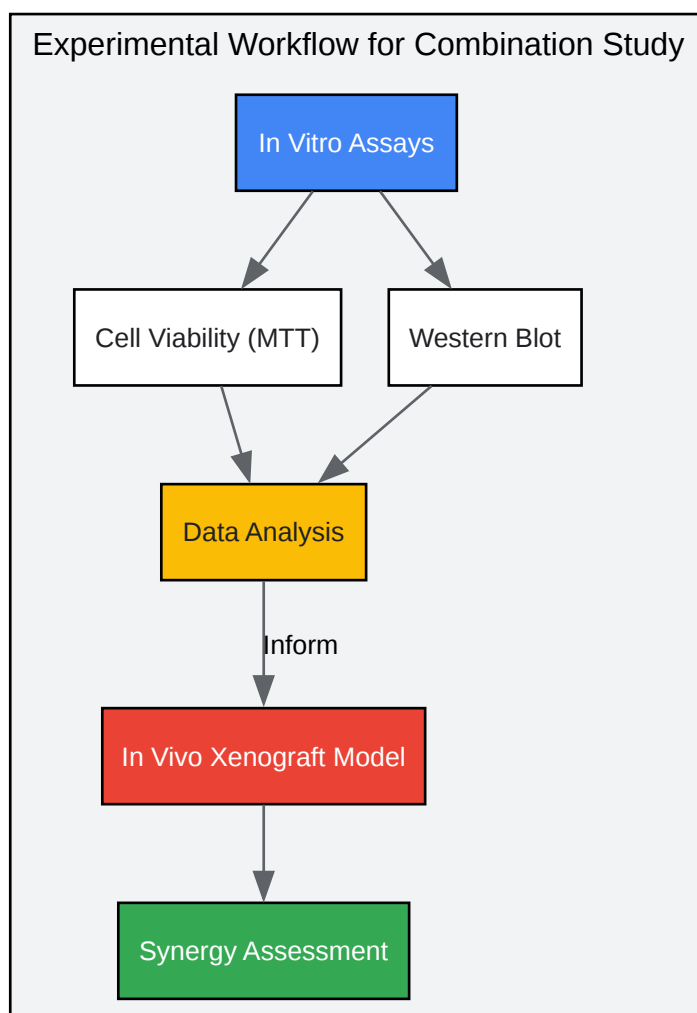 Experimental Workflow for Combination Study
In Vitro Assays
Cell Viability (MTT)
Western Blot
Data Analysis
Inform
In Vivo Xenograft Model
Synergy Assessment